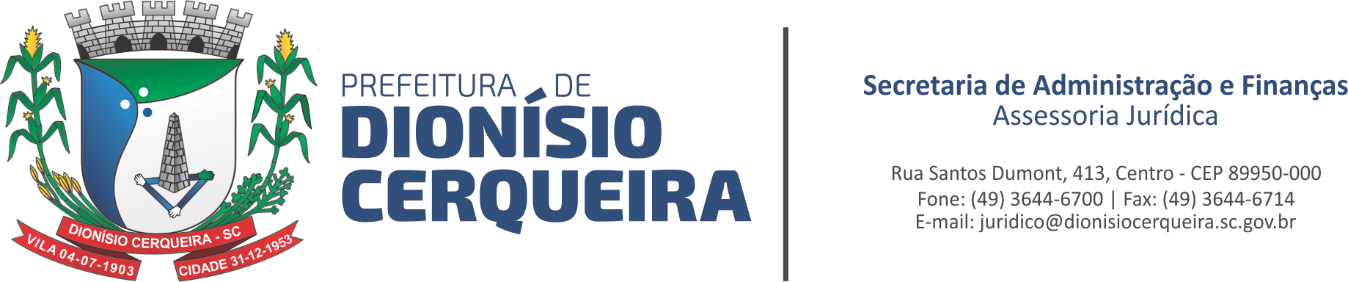 DIONÍSIO CERQUEIRA - SC
VILA 04-07-1903
CIDADE 31-12-1953
PREFEITURA DE
DIONÍSIO
CERQUEIRA
Secretaria de Administração e Finanças
Assessoria Jurídica
Rua Santos Dumont, 413, Centro - CEP 89950-000
Fone: (49) 3644-6700 | Fax: (49) 3644-6714
E-mail: juridico@dionisiocerqueira.sc.gov.br